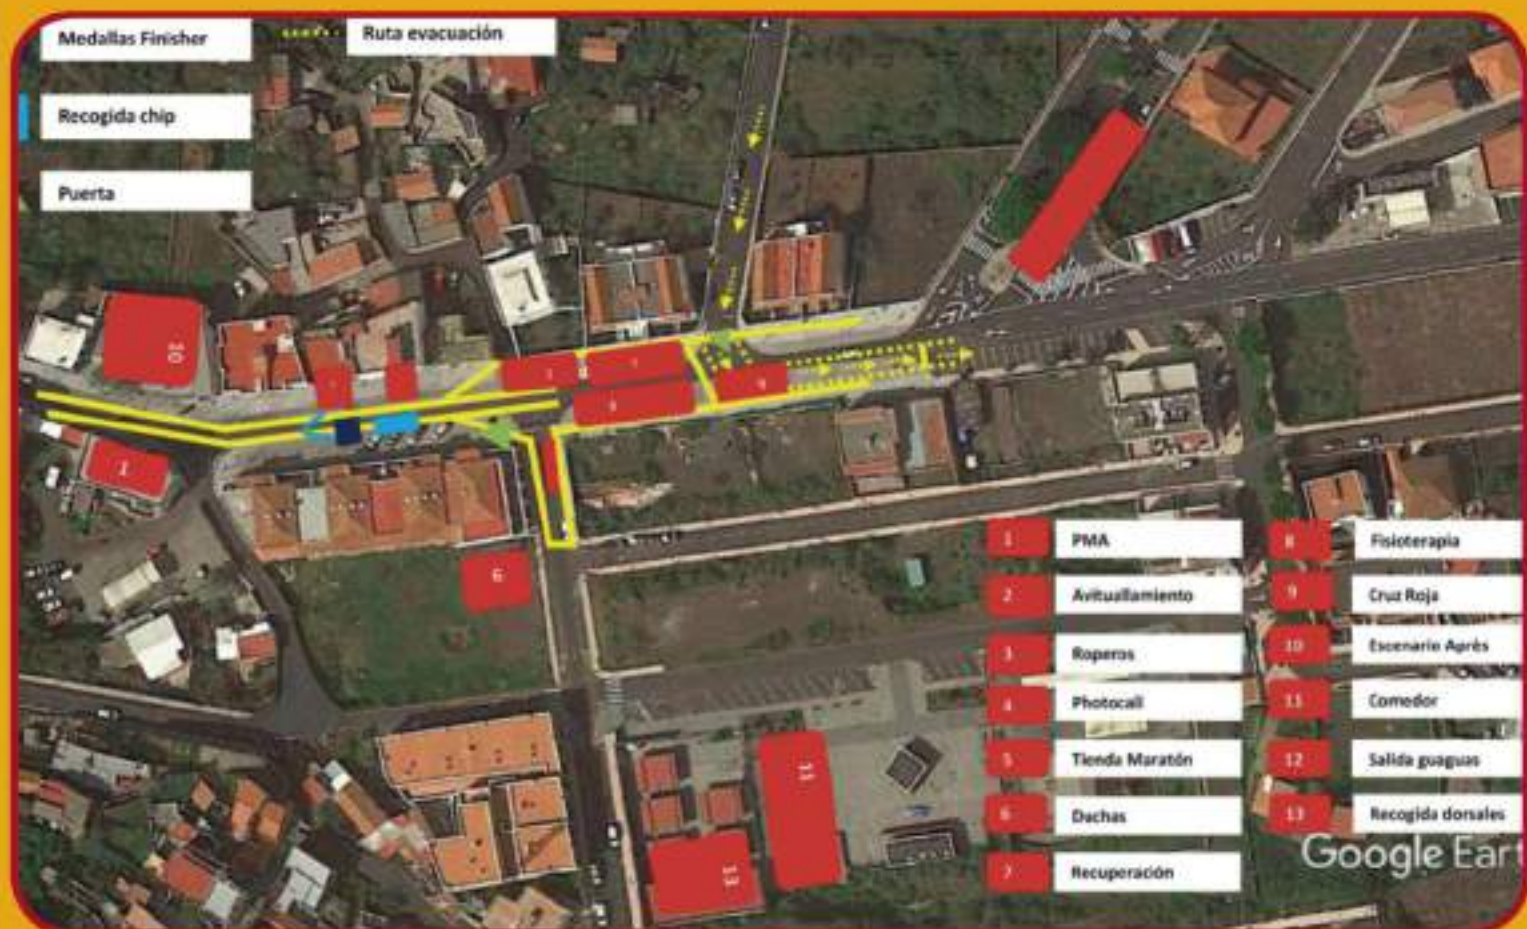 Medallas Finisher
Ruta evacuación
Recogida chip
Puerta
10
1
6
9
11
13
1 PMA
2 Avituallamiento
3 Roperos
4 Photocall
5 Tienda Maratón
6 Duchas
7 Recuperación
8 Fisioterapia
9 Cruz Roja
10 Escenario Après
11 Comedor
12 Salida guaguas
13 Recogida dorsales
Google Eart